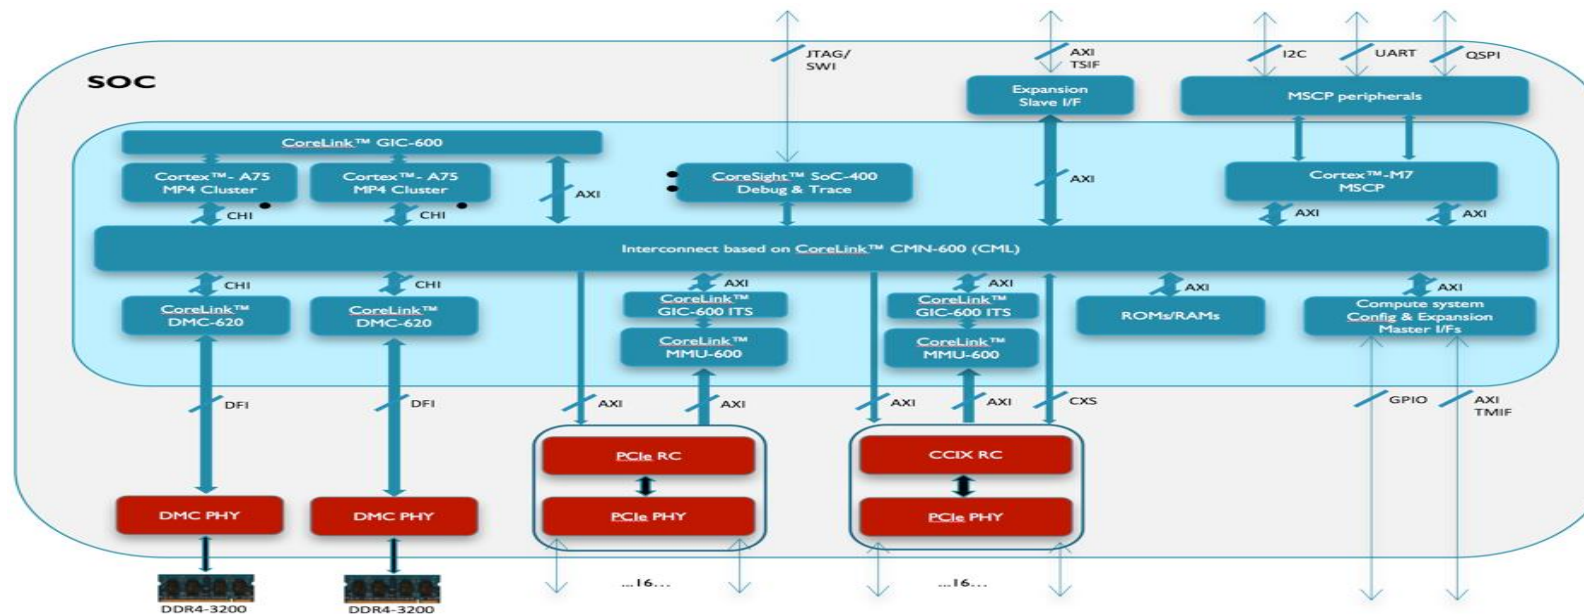 JTAG/
SWI
AXI
TSIF
I2C
UART
QSPI
SOC
Expansion
Slave I/F
MSCP peripherals
CoreLink™ GIC-600
Cortex™- A75
MP4 Cluster
Cortex™- A75
MP4 Cluster
AXI
CoreSight™ SoC-400
Debug & Trace
AXI
Cortex™-M7
MSCP
CHI
CHI
AXI
AXI
Interconnect based on CoreLink™ CMN-600 (CML)
CHI
CHI
AXI
AXI
AXI
AXI
CoreLink™
DMC-620
CoreLink™
DMC-620
CoreLink™
GIC-600 ITS
CoreLink™
GIC-600 ITS
ROMs/RAMs
Compute system
Config & Expansion
Master I/Fs
CoreLink™
MMU-600
CoreLink™
MMU-600
DFI
DFI
AXI
AXI
AXI
AXI
CXS
GPIO
AXI
TMIF
PCIe RC
CCIX RC
DMC PHY
DMC PHY
PCIe PHY
PCIe PHY
...16...
...16...
DDR4-3200
DDR4-3200